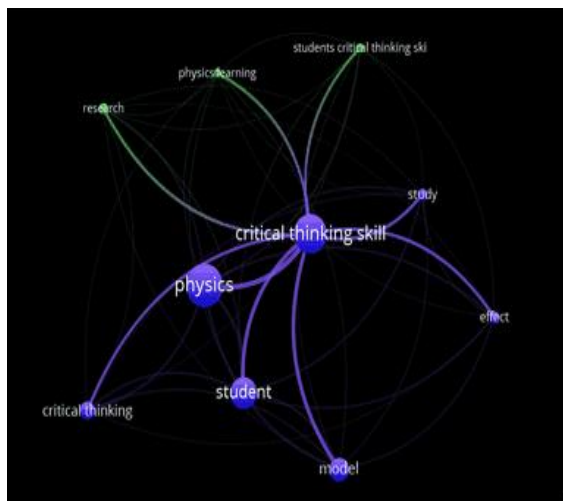 students critical thinking ski
physics learning
research
study
critical thinking skill
physics
effect
student
critical thinking
model